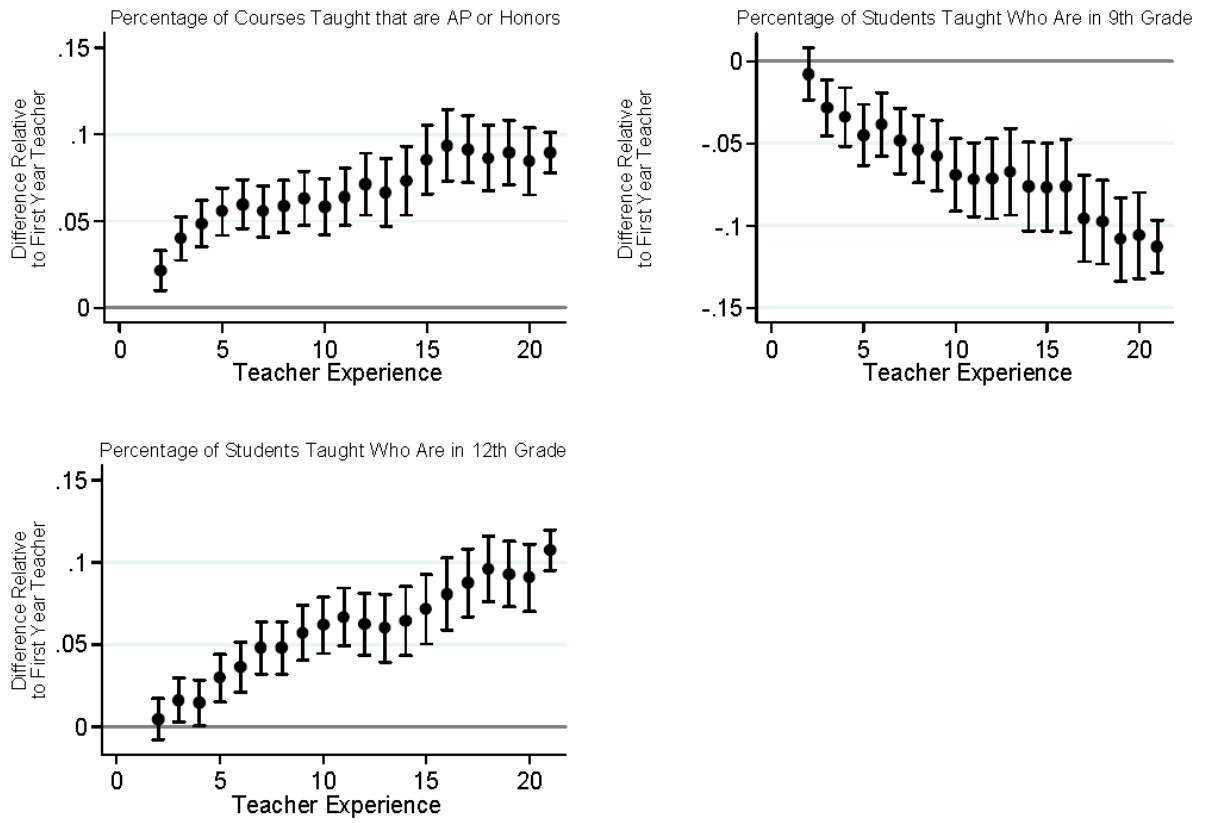 Percentage of Courses Taught that are AP or Honors
Difference Relative
to First Year Teacher
.15
.1
.05
0
0 5 10 15 20
Teacher Experience
Percentage of Students Taught Who Are in 9th Grade
Difference Relative
to First Year Teacher
0
-.05
-.1
-.15
0 5 10 15 20
Teacher Experience
Percentage of Students Taught Who Are in 12th Grade
Difference Relative
to First Year Teacher
.15
.1
.05
0
0 5 10 15 20
Teacher Experience